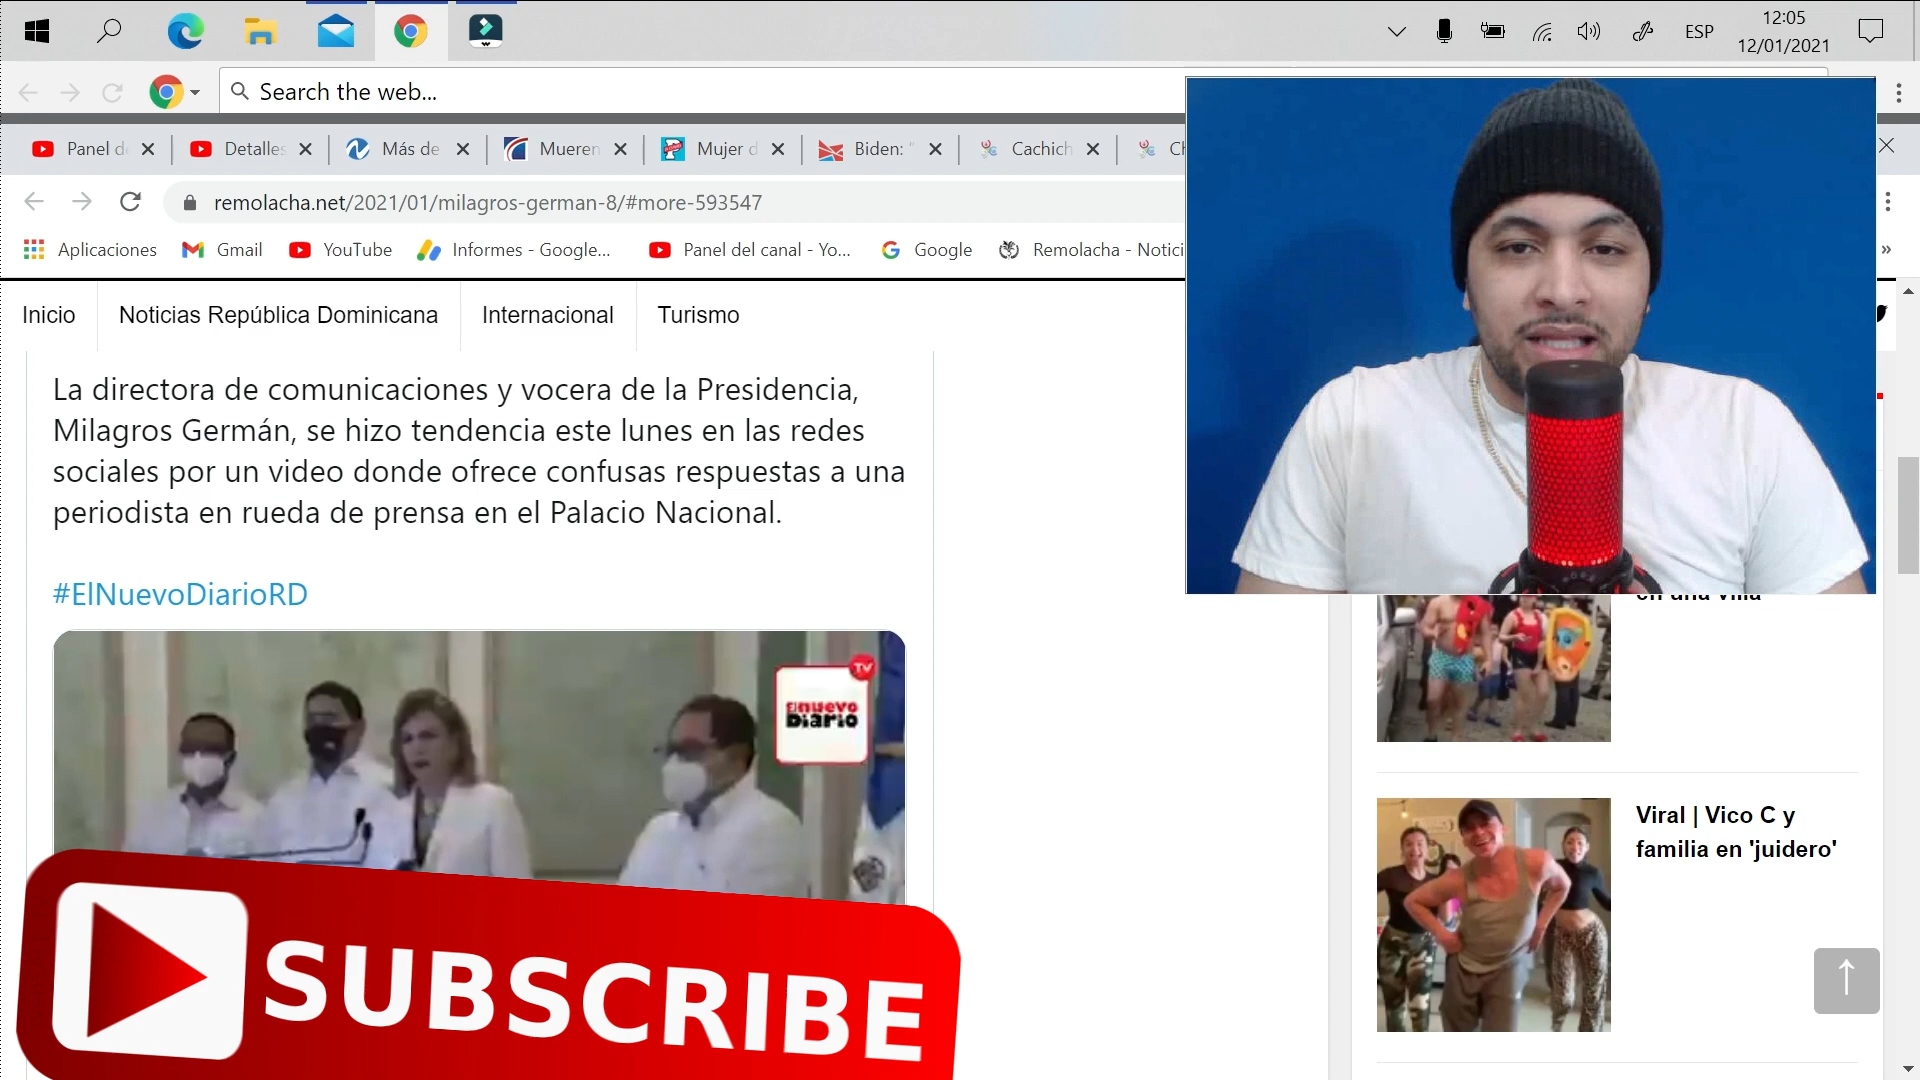 ESP
12:05
12/01/2021
Search the web...
Panel d
Detalles
Más de
Mueren
Mujer d
Biden: "
Cachich
Ch
remolacha.net/2021/01/milagros-german-8/#more-593547
Aplicaciones
Gmail
YouTube
Informes - Google...
Panel del canal - Yo...
Google
Remolacha - Notici
»
Inicio
Noticias República Dominicana
Internacional
Turismo
La directora de comunicaciones y vocera de la Presidencia,
Milagros Germán, se hizo tendencia este lunes en las redes
sociales por un video donde ofrece confusas respuestas a una
periodista en rueda de prensa en el Palacio Nacional.
#ElNuevoDiarioRD
TV
El nuevo
Diario
en una villa
Viral | Vico C y
familia en 'juidero'
SUBSCRIBE